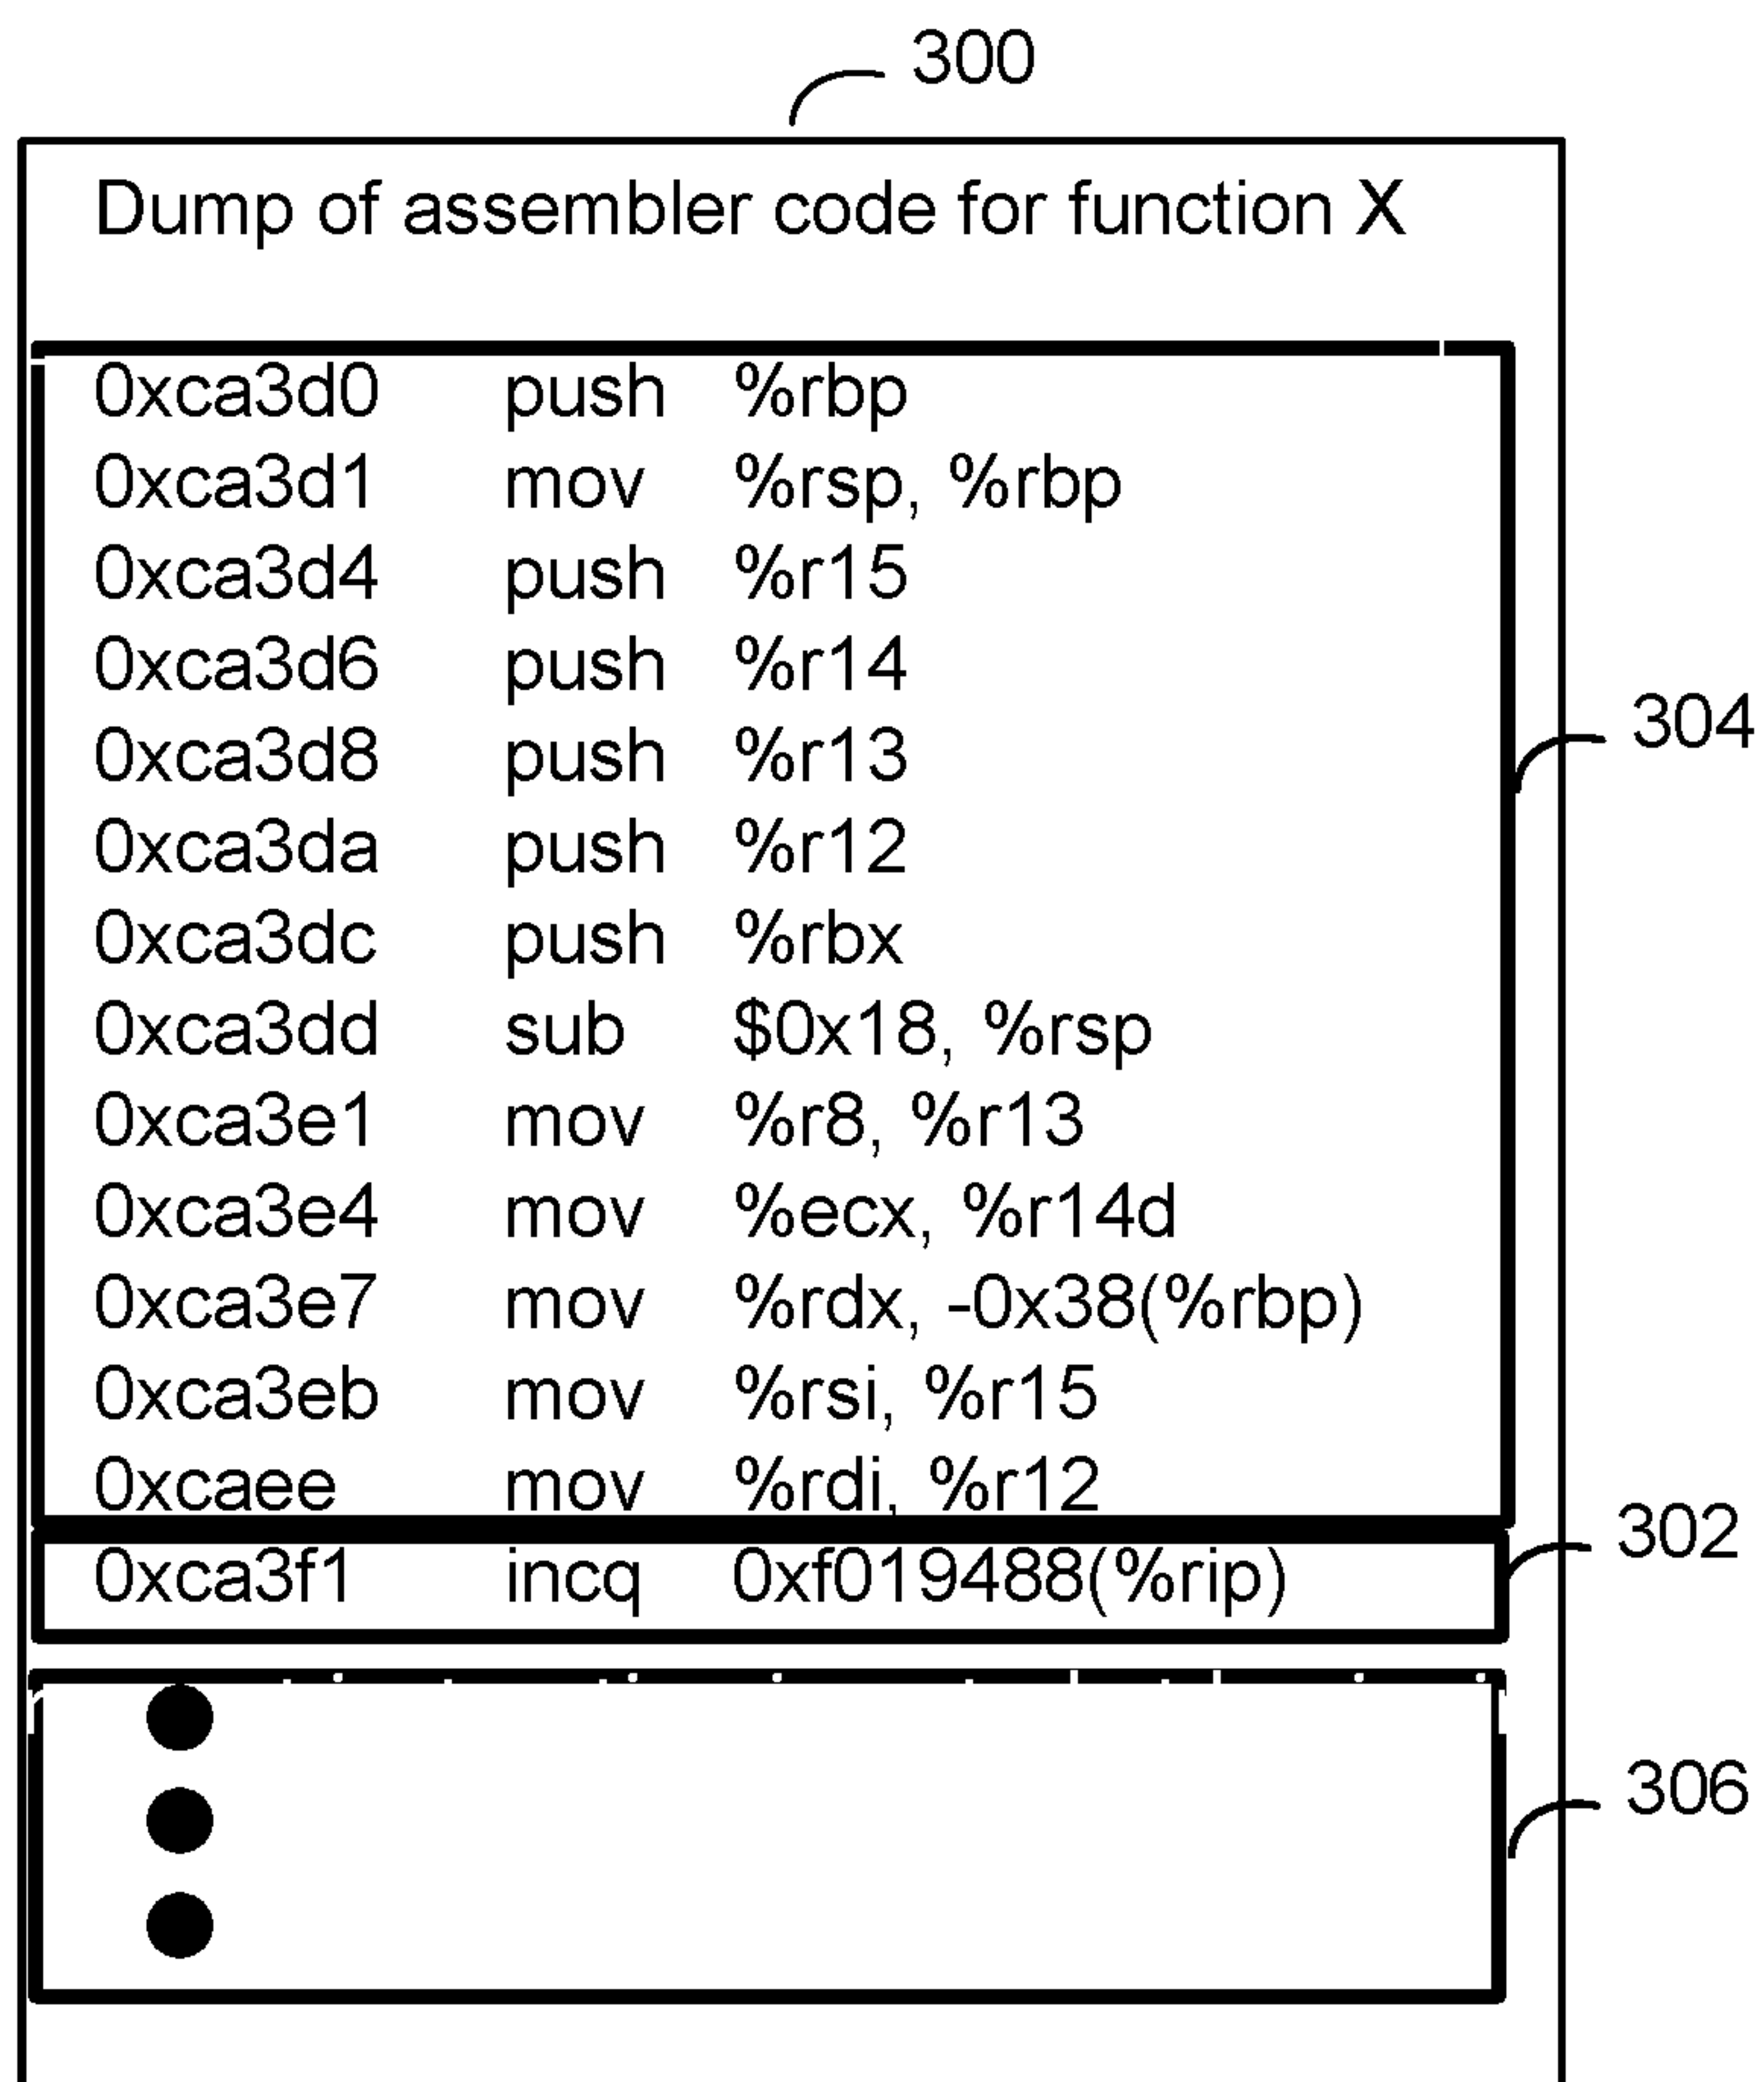 300
Dump of assembler code for function X
0xca3d0 push %rbp
0xca3d1 mov %rsp, %rbp
0xca3d4 push %r15
0xca3d6 push %r14
304
0xca3d8 push %r13
0xca3da push %r12
0xca3dc push %rbx
0xca3dd sub $0x18, %rsp
0xca3e1 mov %r8, %r13
0xca3e4 mov %ecx, %r14d
0xca3e7 mov %rdx, -0x38(%rbp)
0xca3eb mov %rsi, %r15
0xcaee mov %rdi, %r12
302
0xca3f1 incq 0xf019488(%rip)
306